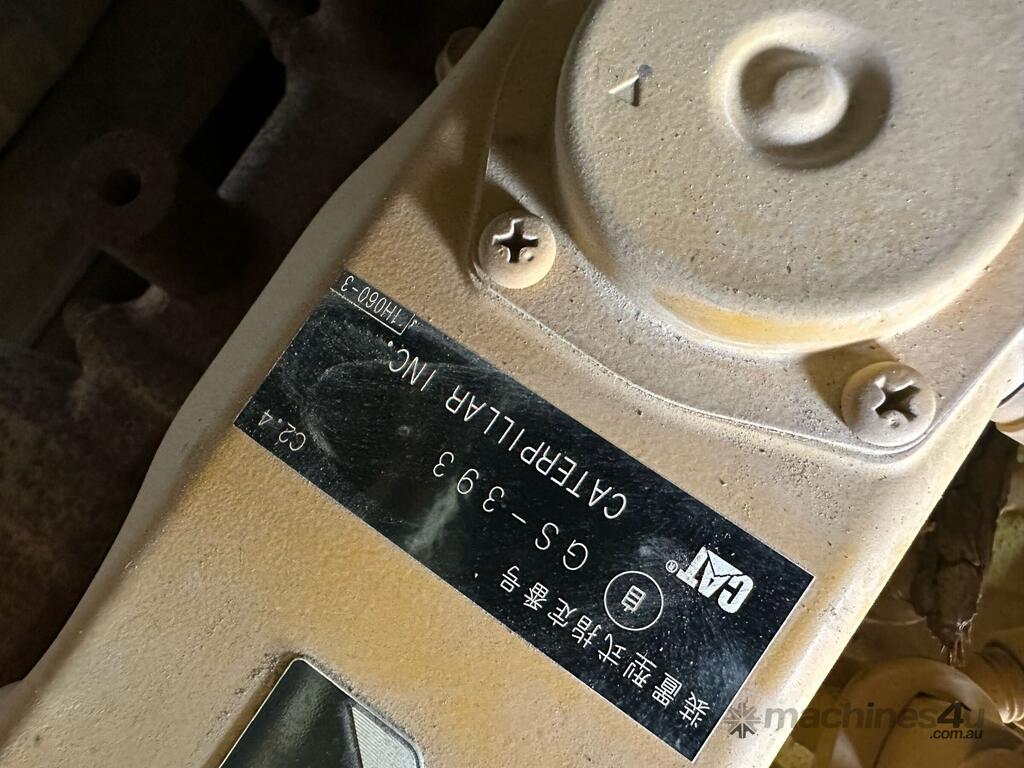 装置型式指定番号
自 GS-393 C2.4
CAT® CATERPILLAR INC.
1H060-3
machines4u
.com.au